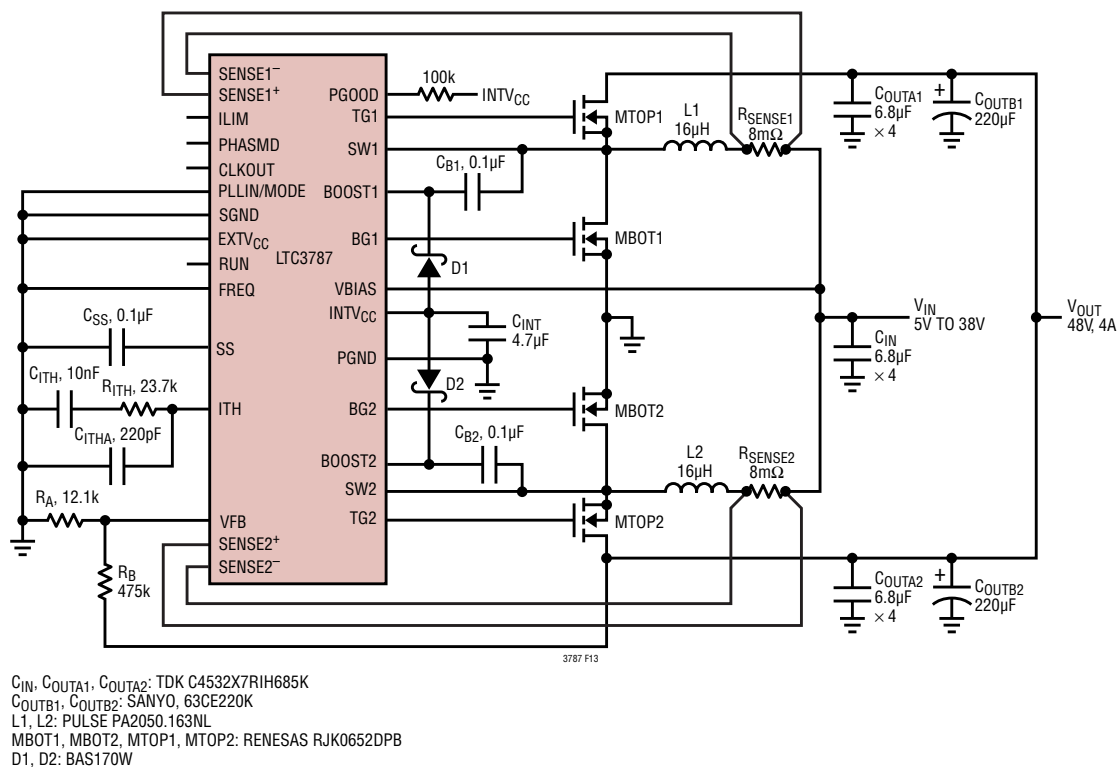 SENSE1–
SENSE1+
ILIM
PHASMD
CLKOUT
PLLIN/MODE
SGND
EXTVCC
RUN
FREQ
SS
ITH
VFB
SENSE2+
SENSE2–
LTC3787
PGOOD
TG1
SW1
BOOST1
BG1
VBIAS
INTVCC
PGND
BG2
BOOST2
SW2
TG2
100k
INTVCC
CB1, 0.1µF
D1
CINT
4.7µF
D2
CB2, 0.1µF
MTOP1
MBOT1
MBOT2
MTOP2
L1
16µH
RSENSE1
8mΩ
L2
16µH
RSENSE2
8mΩ
COUTA1
6.8µF
× 4
+
COUTB1
220µF
VIN
5V TO 38V
CIN
6.8µF
× 4
VOUT
48V, 4A
COUTA2
6.8µF
× 4
+
COUTB2
220µF
CSS, 0.1µF
CITH, 10nF
RITH, 23.7k
CITHA, 220pF
RA, 12.1k
RB
475k
3787 F13
CIN, COUTA1, COUTA2: TDK C4532X7RIH685K
COUTB1, COUTB2: SANYO, 63CE220K
L1, L2: PULSE PA2050.163NL
MBOT1, MBOT2, MTOP1, MTOP2: RENESAS RJK0652DPB
D1, D2: BAS170W